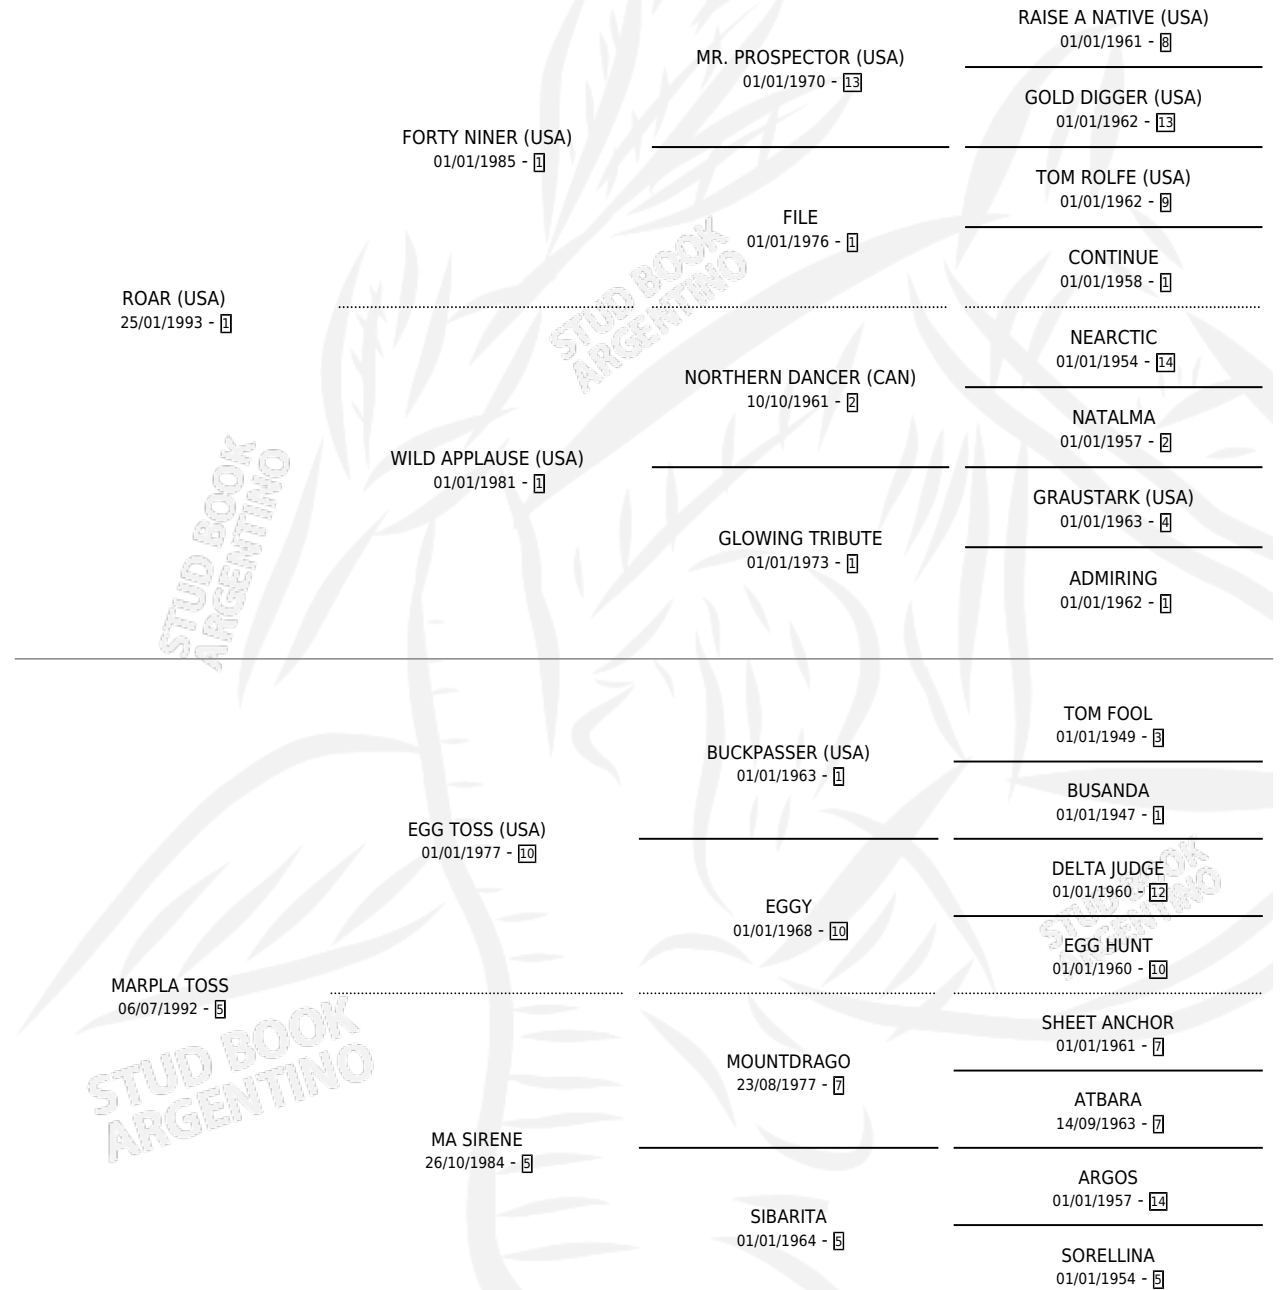 RAISE A NATIVE (USA)
01/01/1961 - 8
MR. PROSPECTOR (USA)
01/01/1970 - 13
GOLD DIGGER (USA)
01/01/1962 - 13
FORTY NINER (USA)
01/01/1985 - 1
TOM ROLFE (USA)
01/01/1962 - 9
FILE
01/01/1976 - 1
CONTINUE
01/01/1958 - 1
ROAR (USA)
25/01/1993 - 1
NEARCTIC
01/01/1954 - 14
NORTHERN DANCER (CAN)
10/10/1961 - 2
NATALMA
01/01/1957 - 2
WILD APPLAUSE (USA)
01/01/1981 - 1
GRAUSTARK (USA)
01/01/1963 - 4
GLOWING TRIBUTE
01/01/1973 - 1
ADMIRING
01/01/1962 - 1
TOM FOOL
01/01/1949 - 3
BUCKPASSER (USA)
01/01/1963 - 1
BUSANDA
01/01/1947 - 1
EGG TOSS (USA)
01/01/1977 - 10
DELTA JUDGE
01/01/1960 - 12
EGGY
01/01/1968 - 10
EGG HUNT
01/01/1960 - 10
MARPLA TOSS
06/07/1992 - 5
SHEET ANCHOR
01/01/1961 - 7
MOUNTDRAGO
23/08/1977 - 7
ATBARA
14/09/1963 - 7
MA SIRENE
26/10/1984 - 5
ARGOS
01/01/1957 - 14
SIBARITA
01/01/1964 - 5
SORELLINA
01/01/1954 - 5
STUD BOOK
ARGENTINO
STUD BOOK
ARGENTINO
STUD BOOK
ARGENTINO
STUD BOOK
ARGENTINO